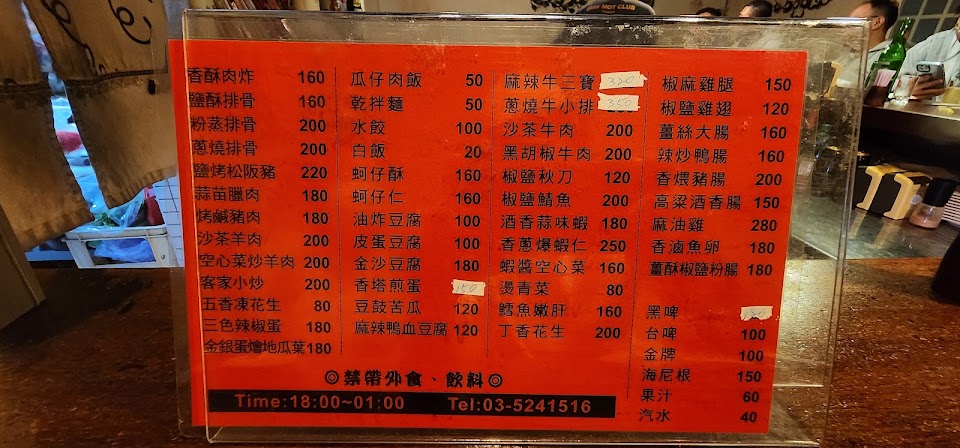 香酥肉炸 160
鹽酥排骨 160
粉蒸排骨 200
蔥燒排骨 200
鹽烤松阪豬 220
蒜苗臘肉 180
烤鹹豬肉 180
沙茶羊肉 200
空心菜炒羊肉 200
客家小炒 200
五香凍花生 80
三色辣椒蛋 180
金銀蛋燴地瓜葉 180
瓜仔肉飯 50
乾拌麵 50
水餃 100
白飯 20
蚵仔酥 160
蚵仔仁 160
油炸豆腐 100
皮蛋豆腐 100
金沙豆腐 180
香塔煎蛋 150
豆鼓苦瓜 120
麻辣鴨血豆腐 120
麻辣牛三寶 320
蔥燒牛小排 350
沙茶牛肉 200
黑胡椒牛肉 200
椒鹽秋刀 120
椒鹽鯖魚 200
酒香蒜味蝦 180
香蔥爆蝦仁 250
蝦醬空心菜 160
燙青菜 80
鱈魚嫩肝 160
丁香花生 200
椒麻雞腿 150
椒鹽雞翅 120
薑絲大腸 160
辣炒鴨腸 160
香煨豬腸 200
高粱酒香腸 150
麻油雞 280
香滷魚卵 180
薑酥椒鹽粉腸 180
黑啤
台啤 100
金牌 100
海尼根 150
果汁 60
汽水 40
◎禁帶外食、飲料◎
Time:18:00~01:00 Tel:03-5241516